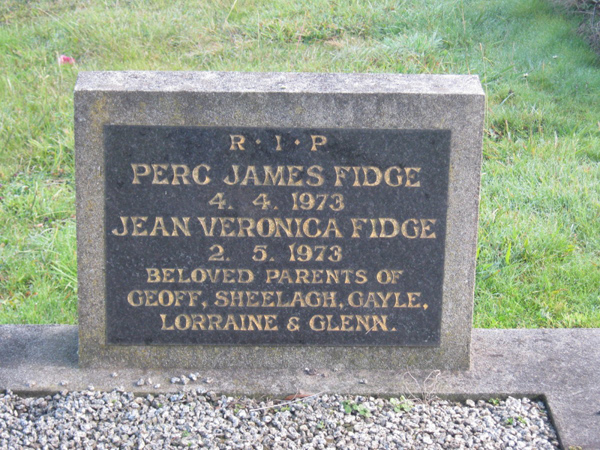 R · I · P
PERC JAMES FIDGE
4. 4. 1973
JEAN VERONICA FIDGE
2. 5. 1973
BELOVED PARENTS OF
GEOFF, SHEELAGH, GAYLE,
LORRAINE & GLENN.